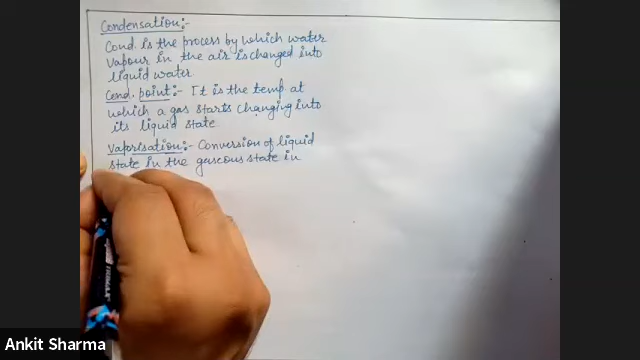 Condensation:-
Cond. is the process by which water
vapour in the air is changed into
liquid water
Cond. point:- It is the temp at
which a gas starts changing into
its liquid state
Vaporisation:- Conversion of liquid
state in the gaseous state in
Ankit Sharma